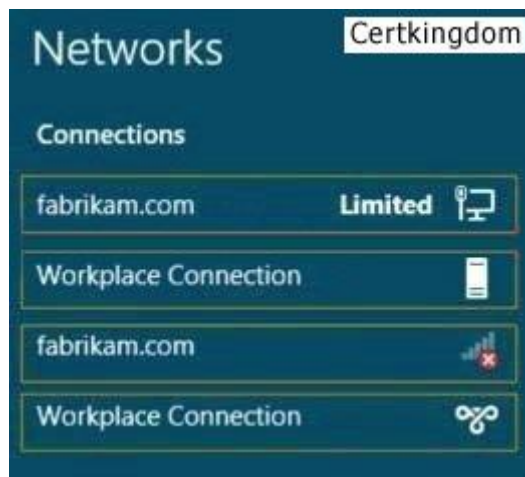 Networks
Certkingdom
Connections
fabrikam.com Limited
Workplace Connection
fabrikam.com
Workplace Connection